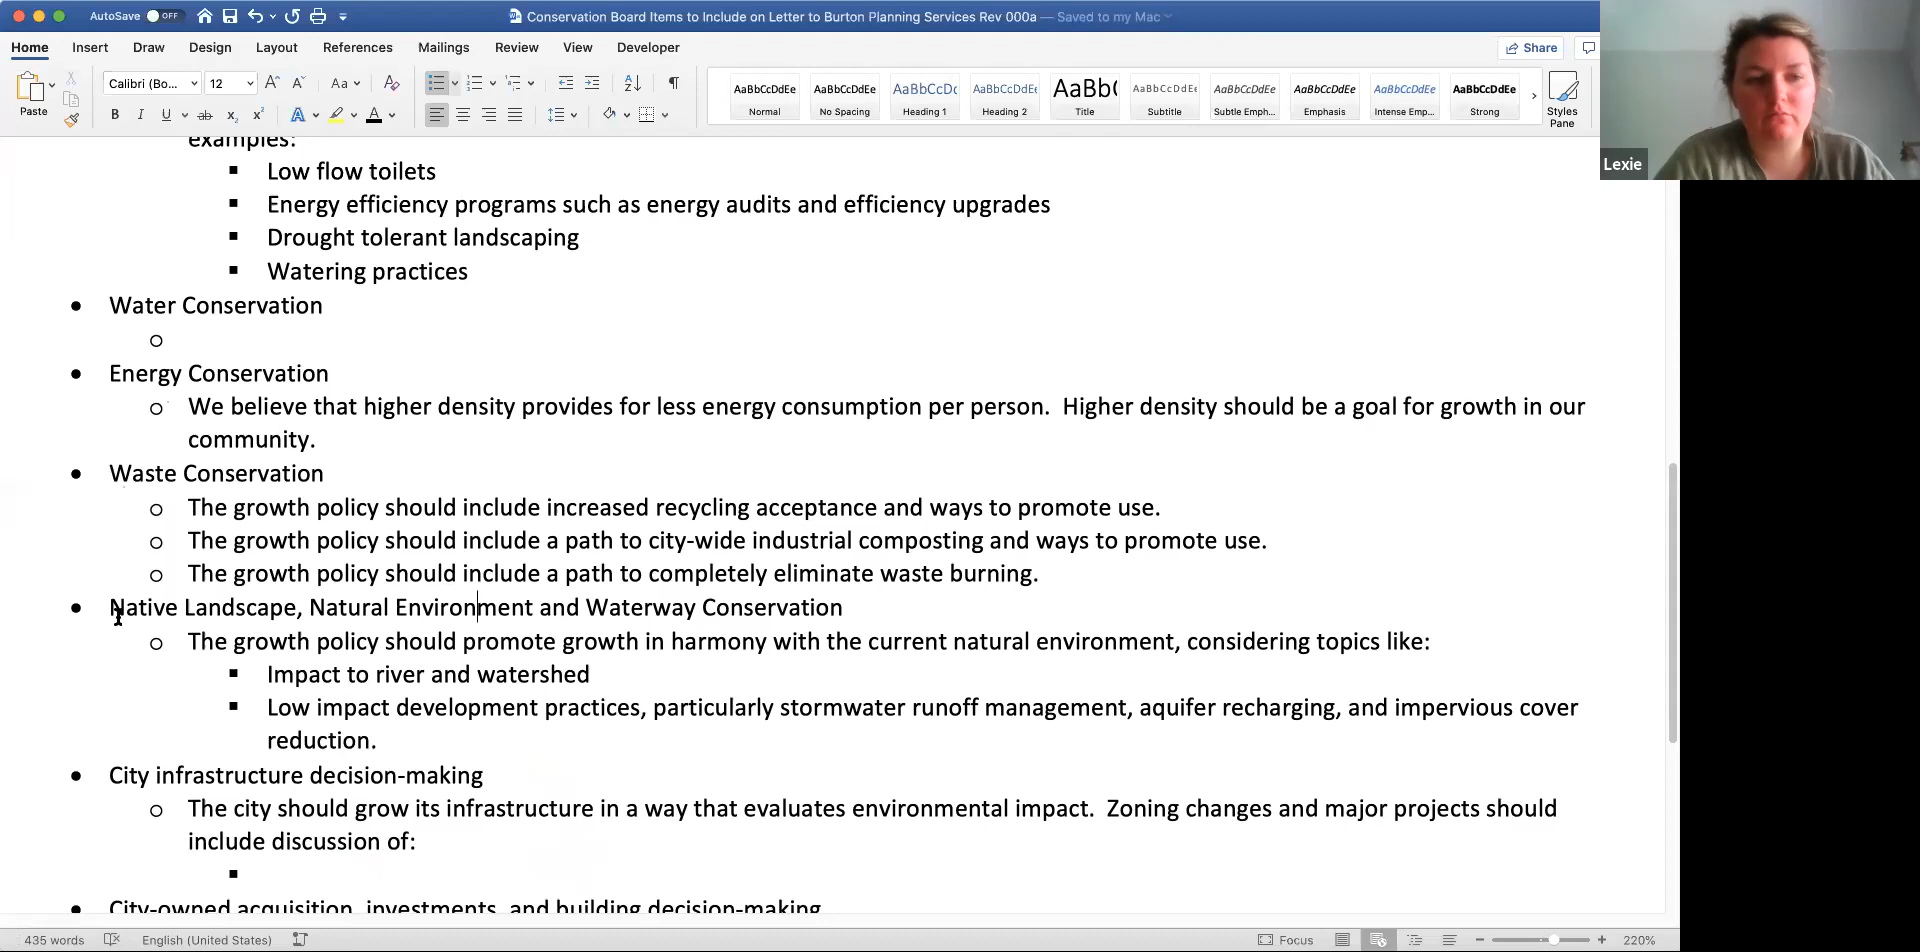 AutoSave OFF
Conservation Board Items to Include on Letter to Burton Planning Services Rev 000a — Saved to my Mac
Home Insert Draw Design Layout References Mailings Review View Developer Share
Paste
Calibri (Bo... 12
AaBbCcDdEe AaBbCcDdEe AaBbCcDc AaBbCcDdEe AaBb( AaBbCcDdEe AaBbCcDdEe AaBbCcDdEe AaBbCcDdEe AaBbCcDdEe
Normal No Spacing Heading 1 Heading 2 Title Subtitle Subtle Emph... Emphasis Intense Emp... Strong
Styles
Pane
Lexie
examples:
▪ Low flow toilets
▪ Energy efficiency programs such as energy audits and efficiency upgrades
▪ Drought tolerant landscaping
▪ Watering practices
• Water Conservation
o
• Energy Conservation
o We believe that higher density provides for less energy consumption per person. Higher density should be a goal for growth in our
community.
• Waste Conservation
o The growth policy should include increased recycling acceptance and ways to promote use.
o The growth policy should include a path to city-wide industrial composting and ways to promote use.
o The growth policy should include a path to completely eliminate waste burning.
• Native Landscape, Natural Environment and Waterway Conservation
o The growth policy should promote growth in harmony with the current natural environment, considering topics like:
▪ Impact to river and watershed
▪ Low impact development practices, particularly stormwater runoff management, aquifer recharging, and impervious cover
reduction.
• City infrastructure decision-making
o The city should grow its infrastructure in a way that evaluates environmental impact. Zoning changes and major projects should
include discussion of:
▪
• City-owned acquisition, investments, and building decision-making
435 words English (United States) Focus 220%